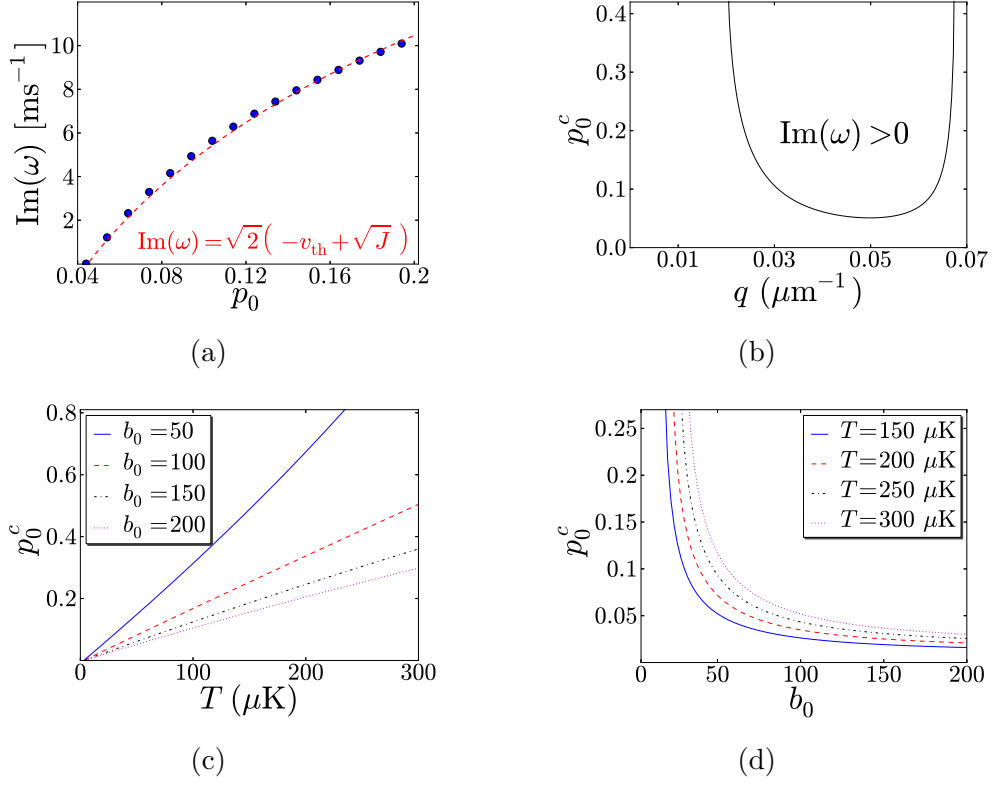 Im(ω) [ms⁻¹]
10
8
6
4
2
Im(ω)=√2( -v_th+√J )
0.04 0.08 0.12 0.16 0.2
p₀
(a)
p₀ᶜ
0.4
0.3
0.2
0.1
0.0
Im(ω)>0
0.01 0.03 0.05 0.07
q (μm⁻¹)
(b)
p₀ᶜ
0.8
0.6
0.4
0.2
b₀=50
b₀=100
b₀=150
b₀=200
0 100 200 300
T (μK)
(c)
p₀ᶜ
0.25
0.2
0.15
0.1
0.05
T=150 μK
T=200 μK
T=250 μK
T=300 μK
0 50 100 150 200
b₀
(d)